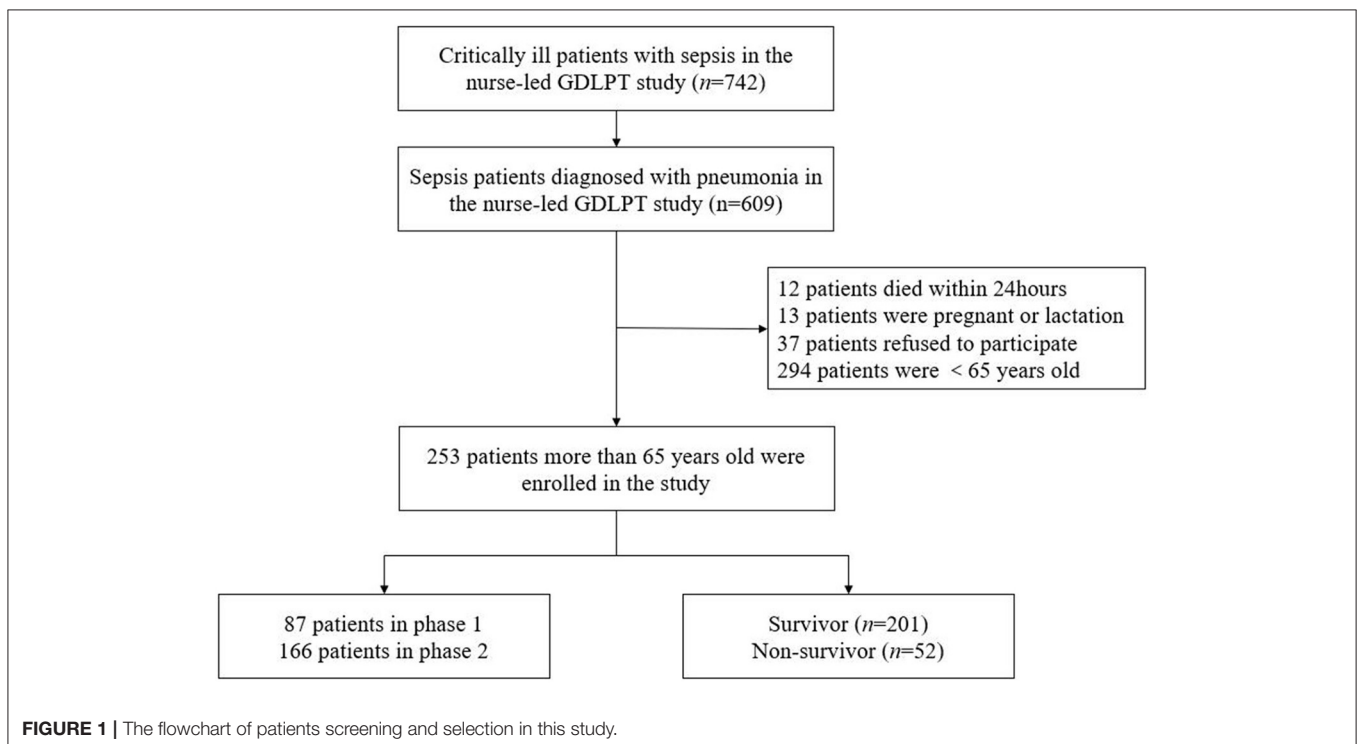 Critically ill patients with sepsis in the
nurse-led GDLPT study (n=742)
Sepsis patients diagnosed with pneumonia in
the nurse-led GDLPT study (n=609)
12 patients died within 24hours
13 patients were pregnant or lactation
37 patients refused to participate
294 patients were < 65 years old
253 patients more than 65 years old were
enrolled in the study
87 patients in phase 1
166 patients in phase 2
Survivor (n=201)
Non-survivor (n=52)
FIGURE 1 | The flowchart of patients screening and selection in this study.